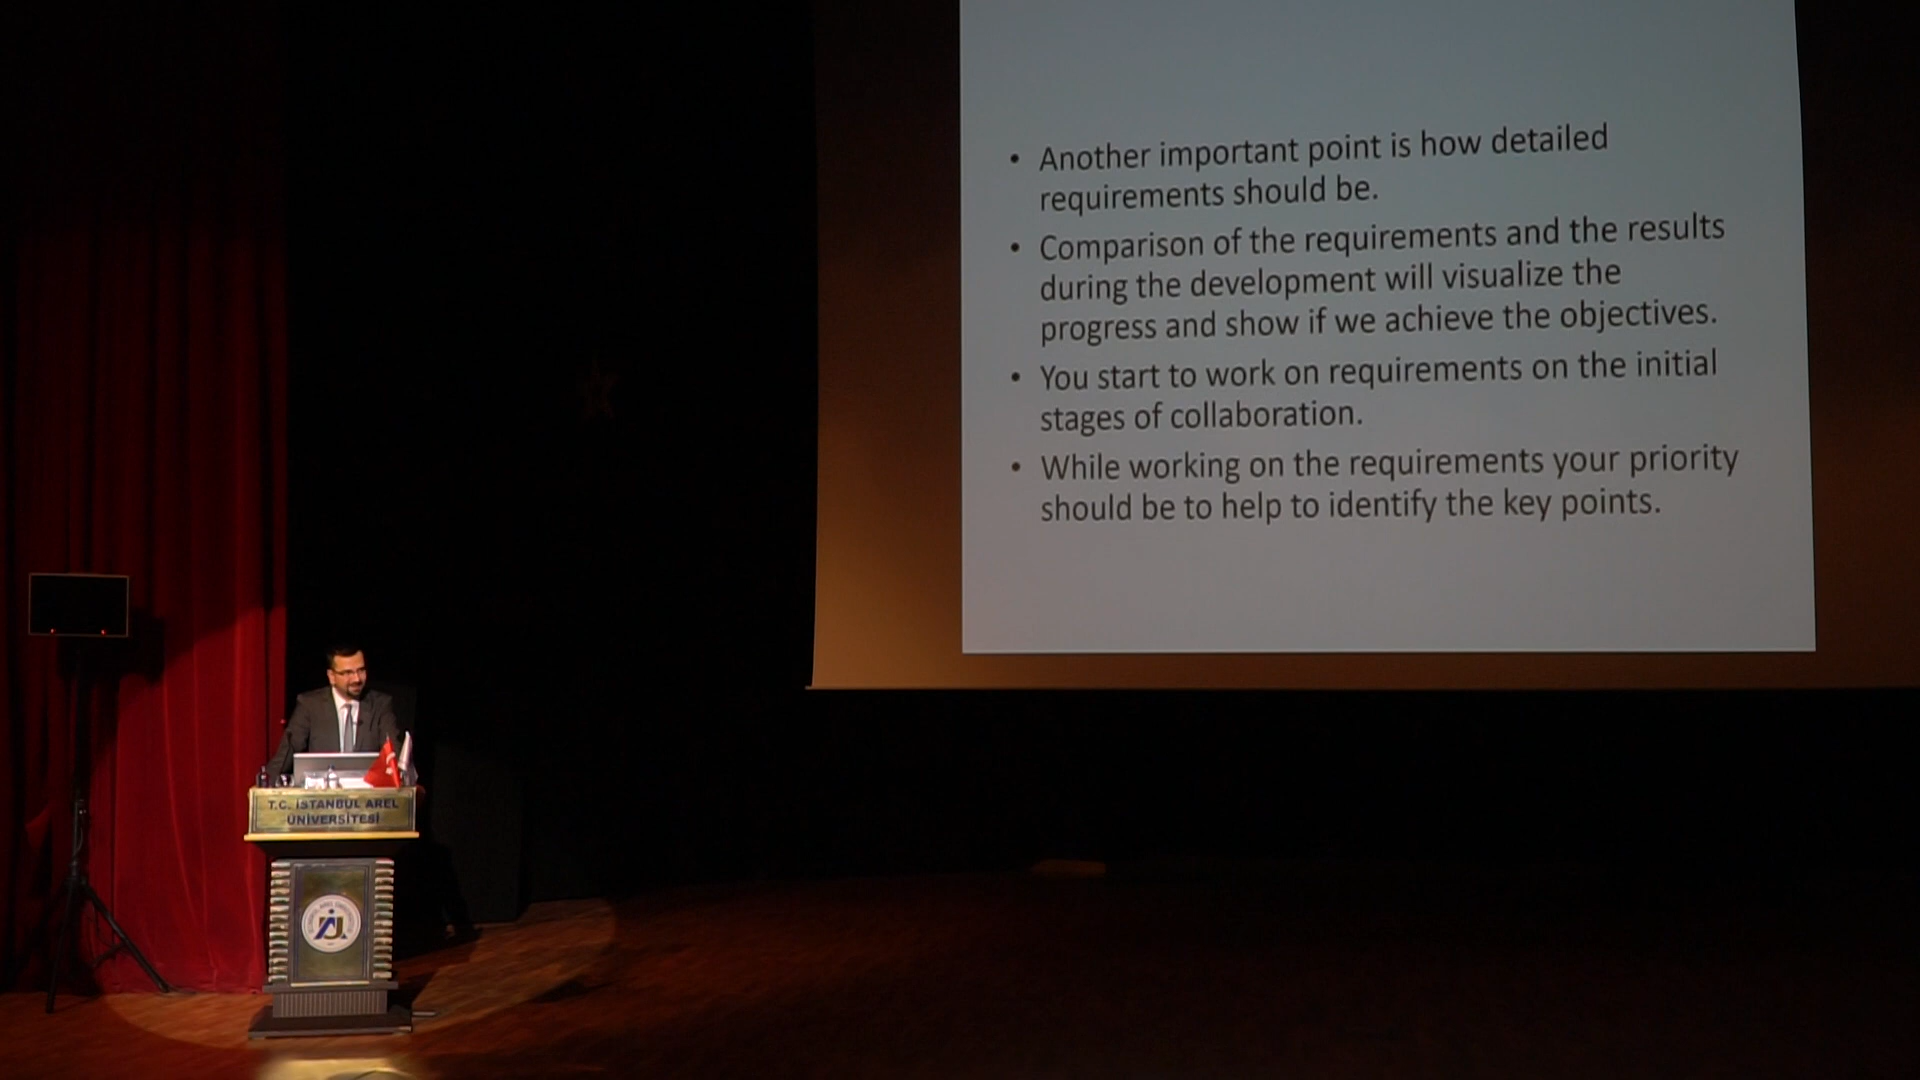 • Another important point is how detailed
requirements should be.
• Comparison of the requirements and the results
during the development will visualize the
progress and show if we achieve the objectives.
• You start to work on requirements on the initial
stages of collaboration.
• While working on the requirements your priority
should be to help to identify the key points.
T.C. İSTANBUL AREL
ÜNİVERSİTESİ